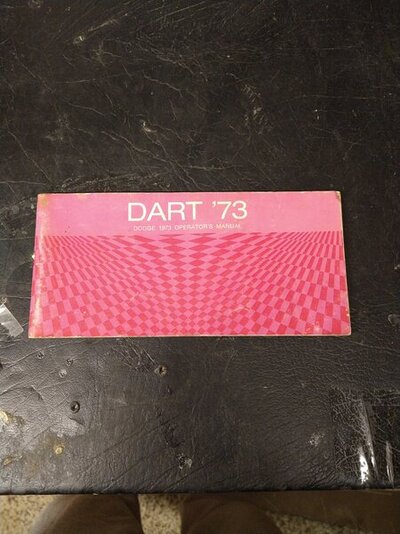 DART '73
DODGE 1973 OPERATOR'S MANUAL